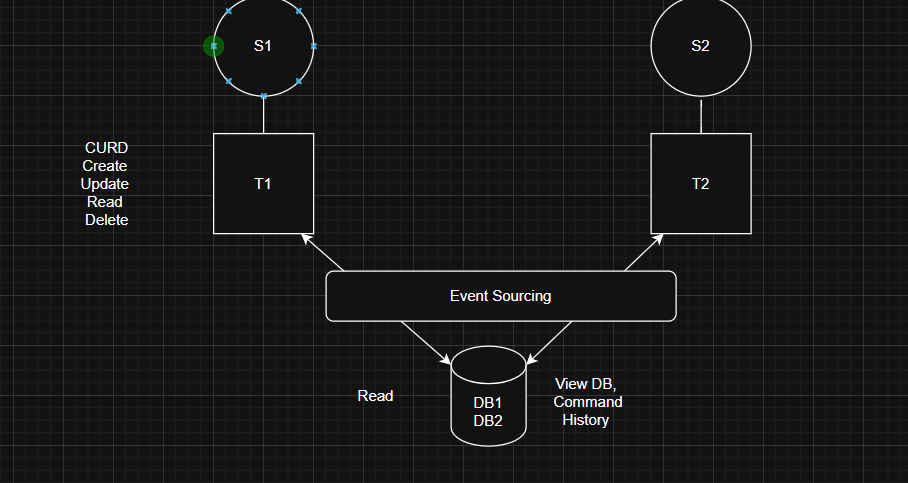 S1
S2
CURD
Create
Update
Read
Delete
T1
T2
Event Sourcing
Read
DB1
DB2
View DB,
Command
History